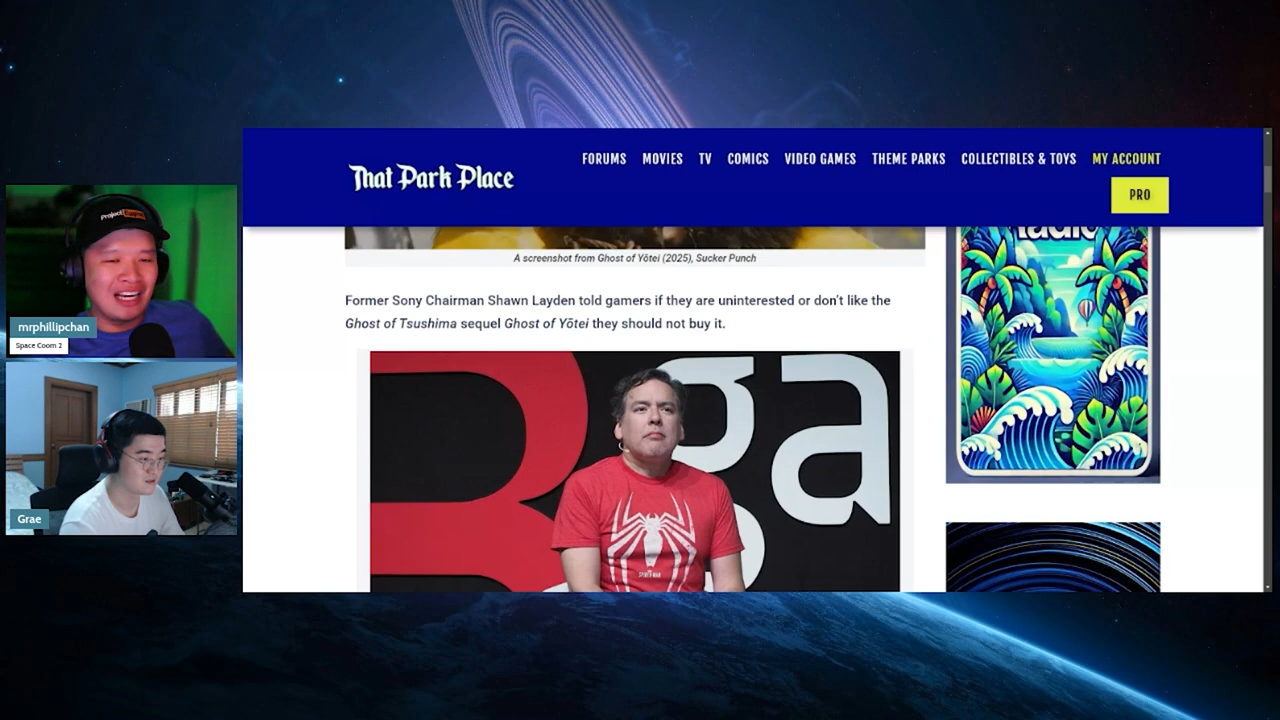 That Park Place
FORUMS MOVIES TV COMICS VIDEO GAMES THEME PARKS COLLECTIBLES & TOYS MY ACCOUNT
PRO
A screenshot from Ghost of Yōtei (2025), Sucker Punch
Former Sony Chairman Shawn Layden told gamers if they are uninterested or don't like the
Ghost of Tsushima sequel Ghost of Yōtei they should not buy it.
ga
mrphillipchan
Space Coom 2
Grae